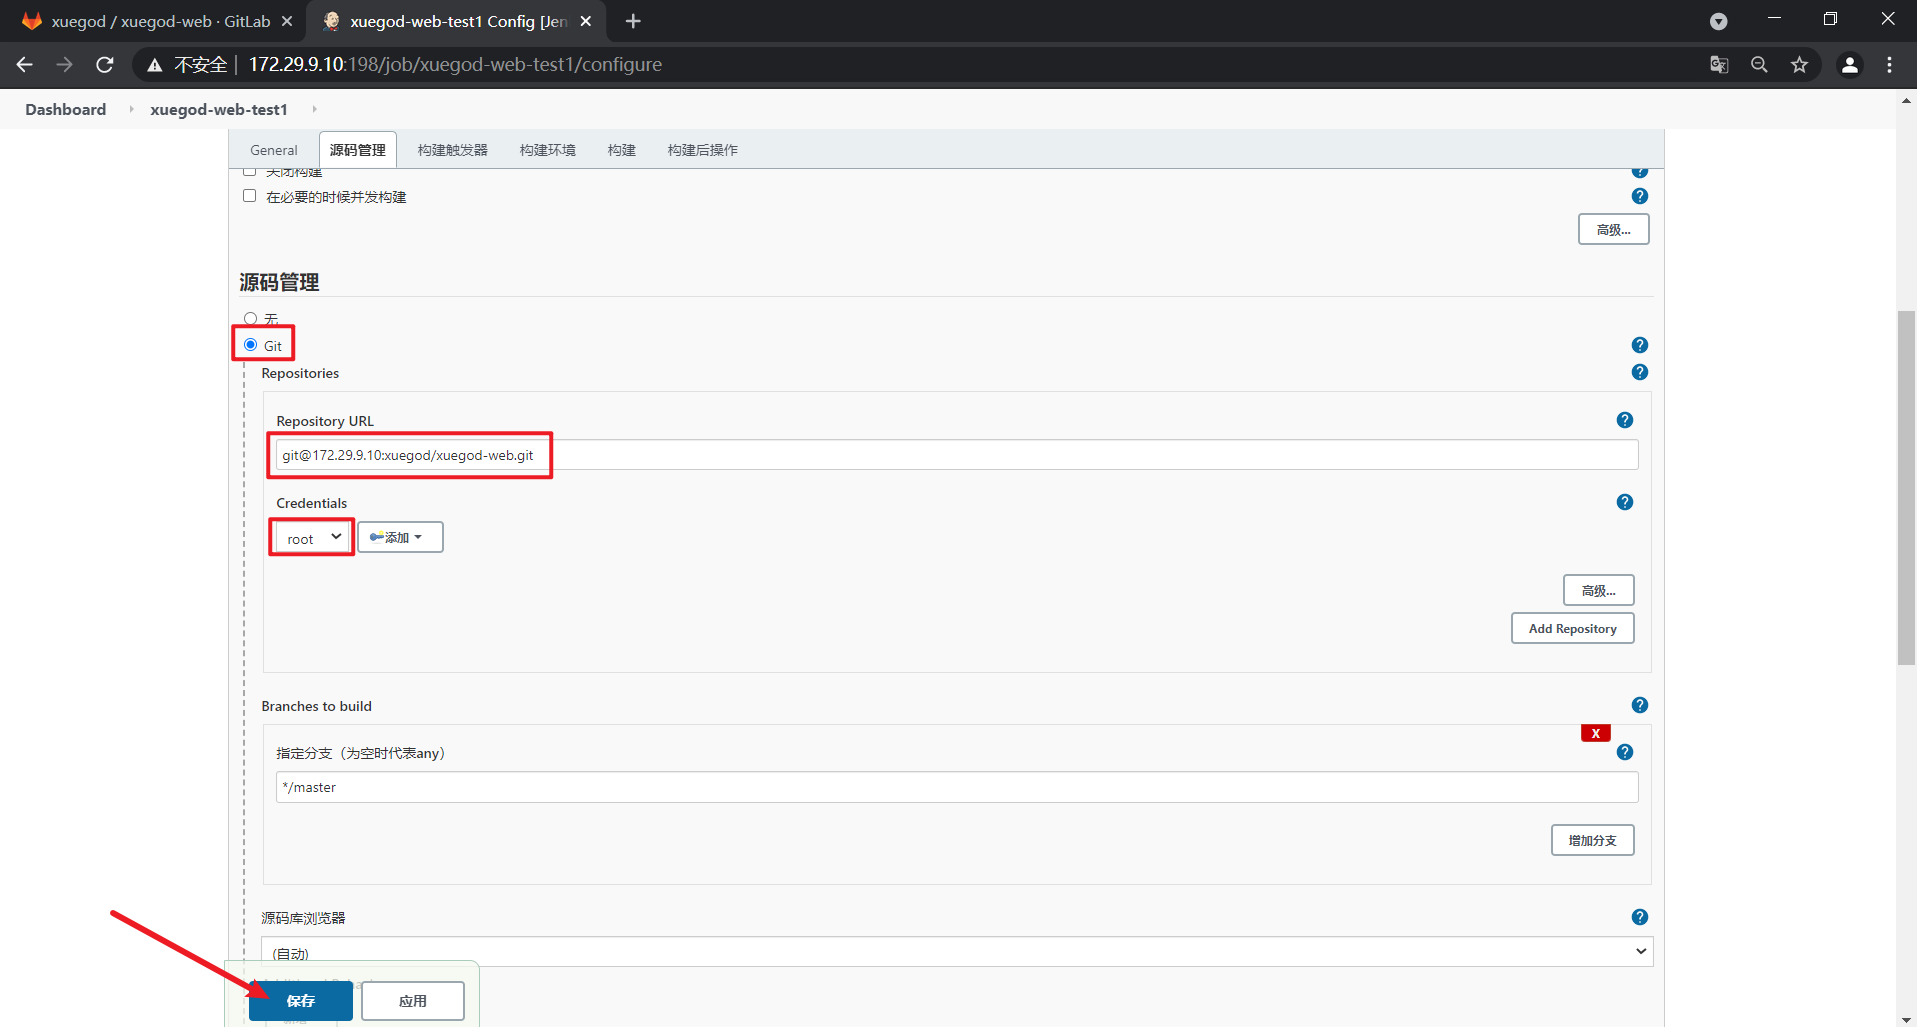 xuegod / xuegod-web · GitLab
xuegod-web-test1 Config [Jen
不安全 | 172.29.9.10:198/job/xuegod-web-test1/configure
Dashboard
xuegod-web-test1
General
源码管理
构建触发器
构建环境
构建
构建后操作
关闭构建
在必要的时候并发构建
高级...
源码管理
无
Git
Repositories
Repository URL
git@172.29.9.10:xuegod/xuegod-web.git
Credentials
root
添加
高级...
Add Repository
Branches to build
X
指定分支（为空时代表any）
*/master
增加分支
源码库浏览器
(自动)
保存
应用